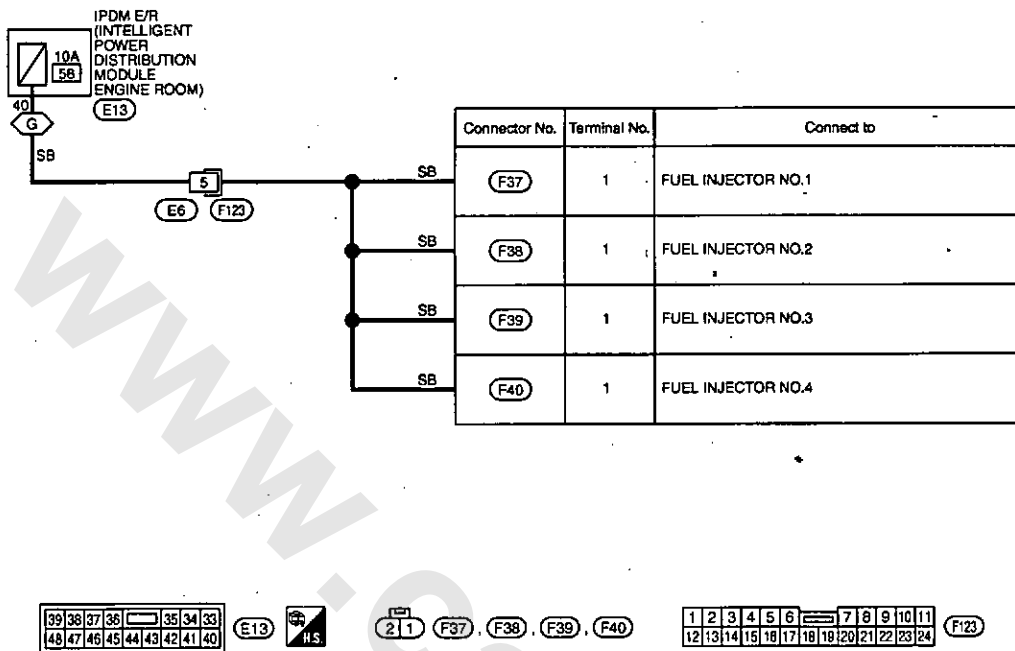 IPDM E/R
(INTELLIGENT
POWER
DISTRIBUTION
MODULE
ENGINE ROOM)
10A
58
E13
40
G
SB
5
E6 F123
Connector No. Terminal No. Connect to
SB F37 1 FUEL INJECTOR NO.1
SB F38 1 FUEL INJECTOR NO.2
SB F39 1 FUEL INJECTOR NO.3
SB F40 1 FUEL INJECTOR NO.4
39 38 37 36 35 34 33
48 47 46 45 44 43 42 41 40
E13
H.S.
2 1
F37, F38, F39, F40
1 2 3 4 5 6 7 8 9 10 11
12 13 14 15 16 17 18 19 20 21 22 23 24
F123
www.c